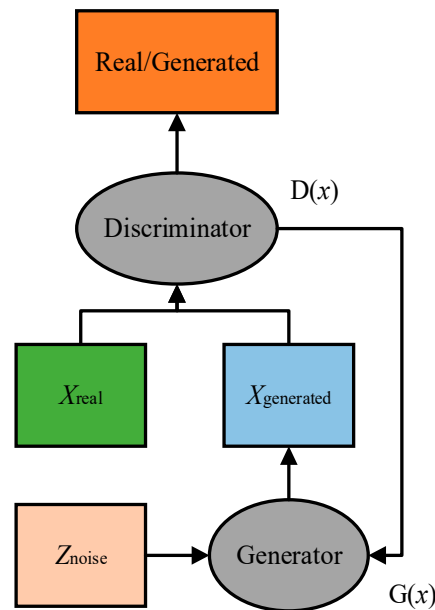 Real/Generated
D(x)
Discriminator
Xreal
Xgenerated
Znoise
Generator
G(x)